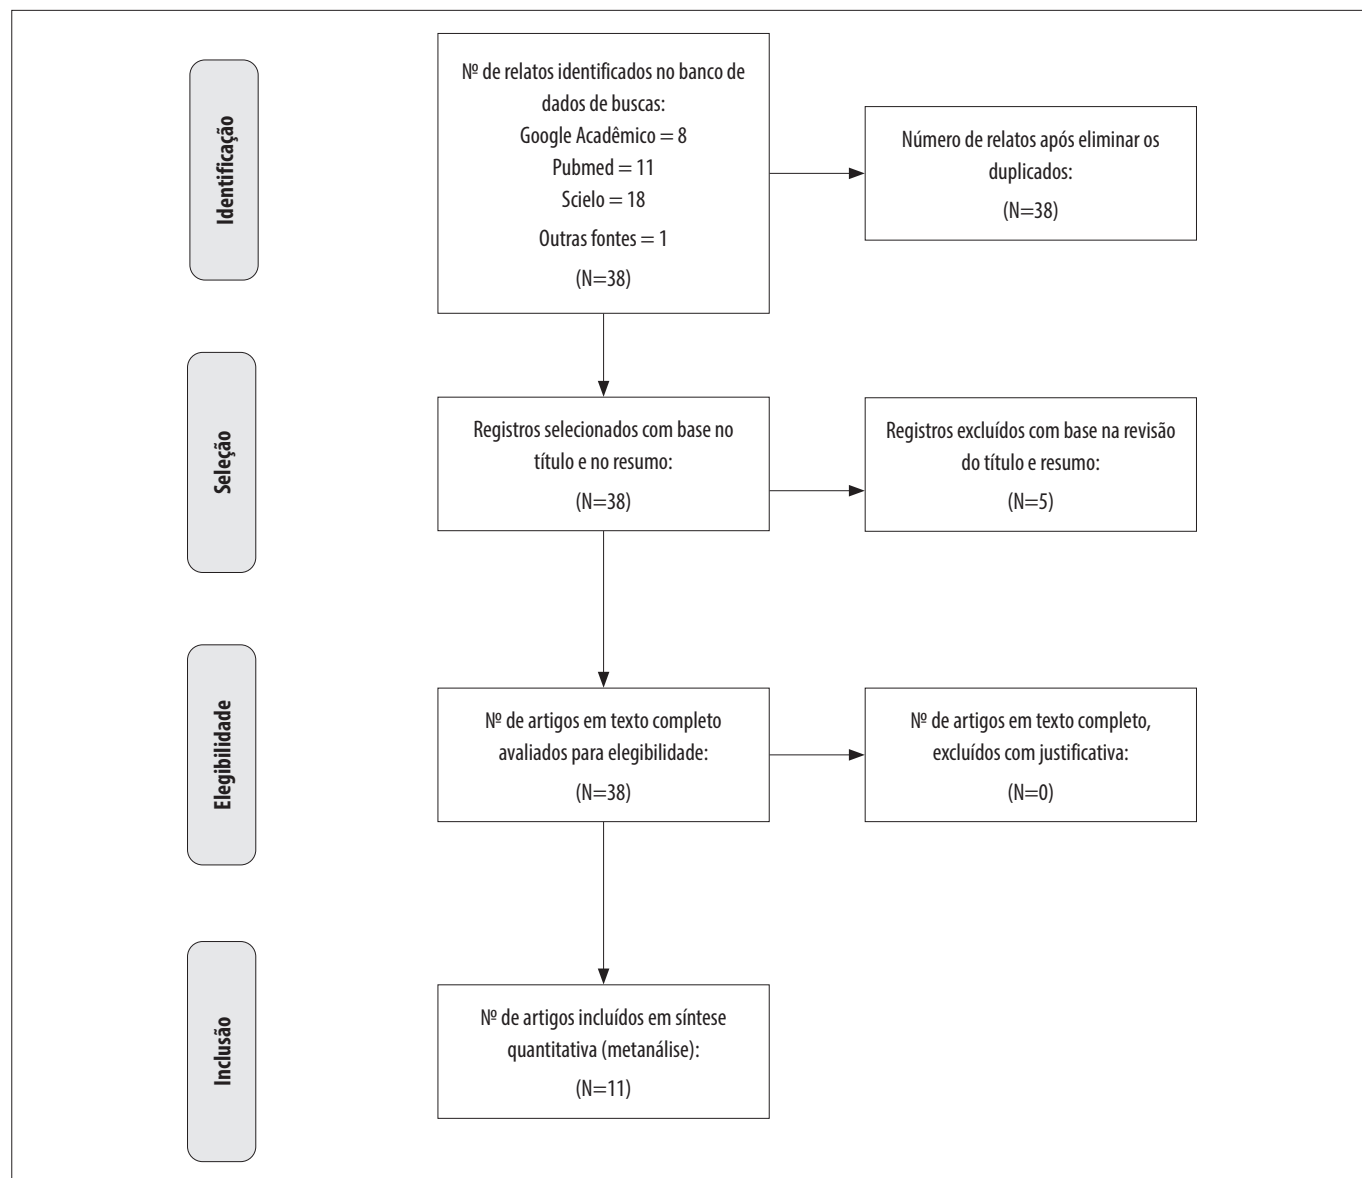 Identificação
Nº de relatos identificados no banco de
dados de buscas:
Google Acadêmico = 8
Pubmed = 11
Scielo = 18
Outras fontes = 1
(N=38)
Número de relatos após eliminar os
duplicados:
(N=38)
Seleção
Registros selecionados com base no
título e no resumo:
(N=38)
Registros excluídos com base na revisão
do título e resumo:
(N=5)
Elegibilidade
Nº de artigos em texto completo
avaliados para elegibilidade:
(N=38)
Nº de artigos em texto completo,
excluídos com justificativa:
(N=0)
Inclusão
Nº de artigos incluídos em síntese
quantitativa (metanálise):
(N=11)